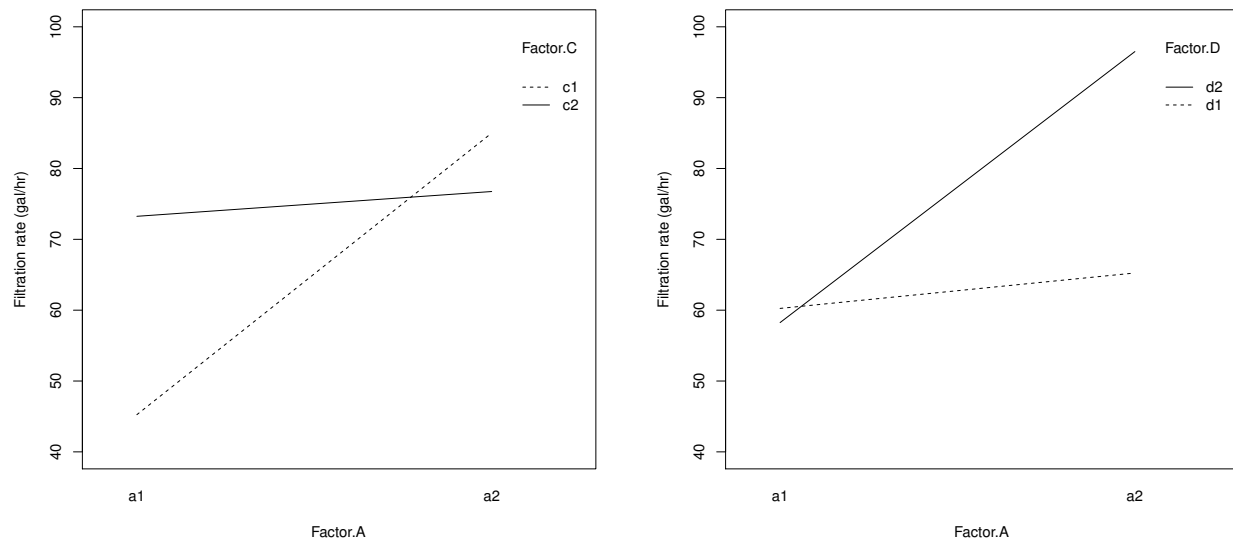 40
50
60
70
80
90
100
Filtration rate (gal/hr)
Factor.C
c1
c2
a1
a2
Factor.A
40
50
60
70
80
90
100
Filtration rate (gal/hr)
Factor.D
d2
d1
a1
a2
Factor.A